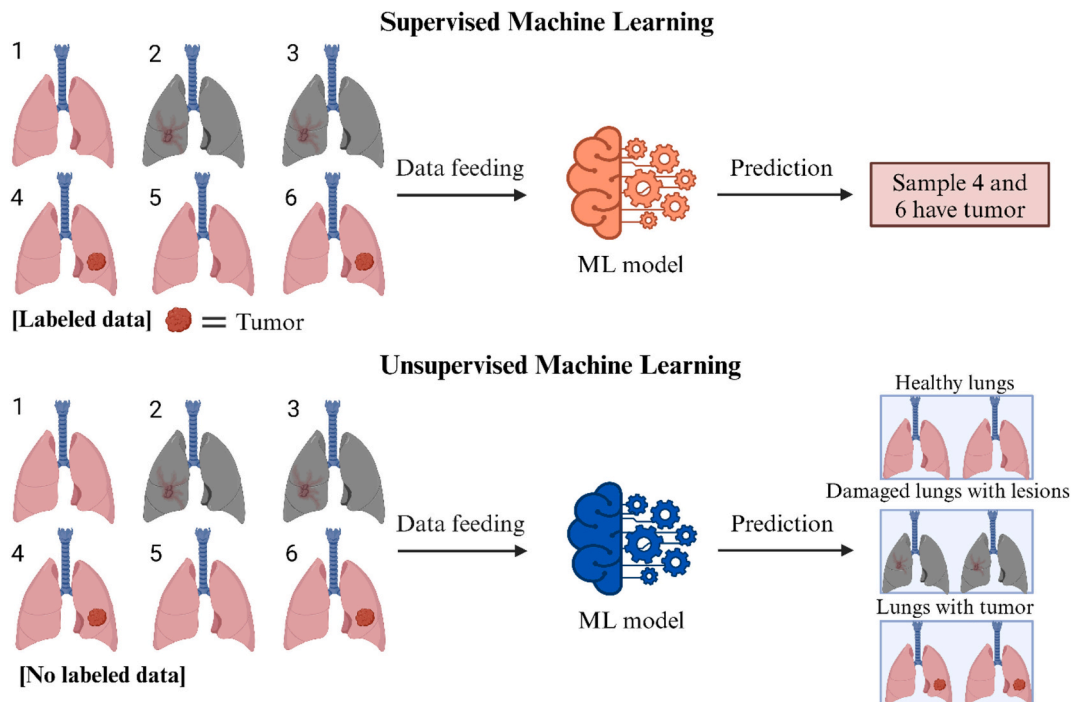 Supervised Machine Learning
1
2
3
4
5
6
Data feeding
ML model
Prediction
Sample 4 and
6 have tumor
[Labeled data] = Tumor
Unsupervised Machine Learning
1
2
3
4
5
6
Data feeding
ML model
Prediction
Healthy lungs
Damaged lungs with lesions
Lungs with tumor
[No labeled data]